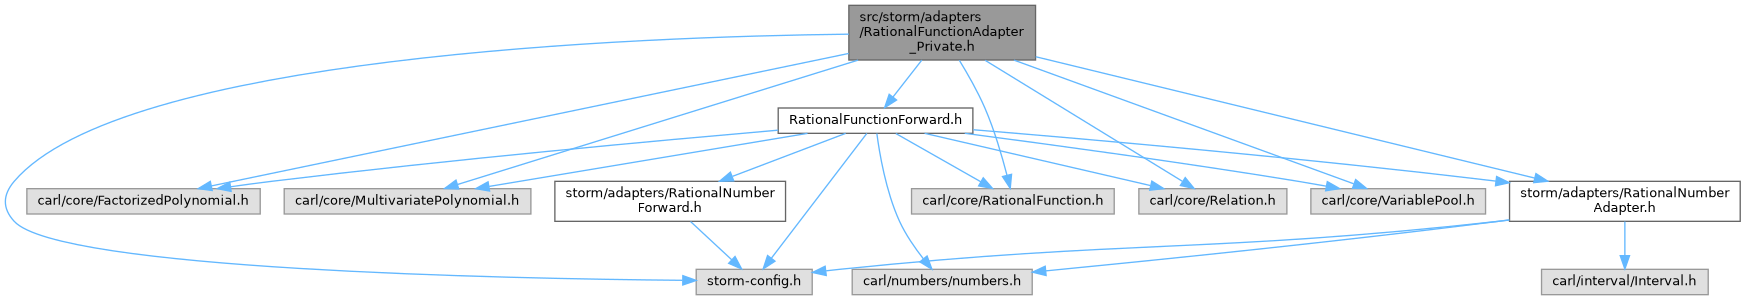 src/storm/adapters
/RationalFunctionAdapter
_Private.h
RationalFunctionForward.h
carl/core/FactorizedPolynomial.h
carl/core/MultivariatePolynomial.h
storm/adapters/RationalNumber
Forward.h
carl/core/RationalFunction.h
carl/core/Relation.h
carl/core/VariablePool.h
storm/adapters/RationalNumber
Adapter.h
storm-config.h
carl/numbers/numbers.h
carl/interval/Interval.h